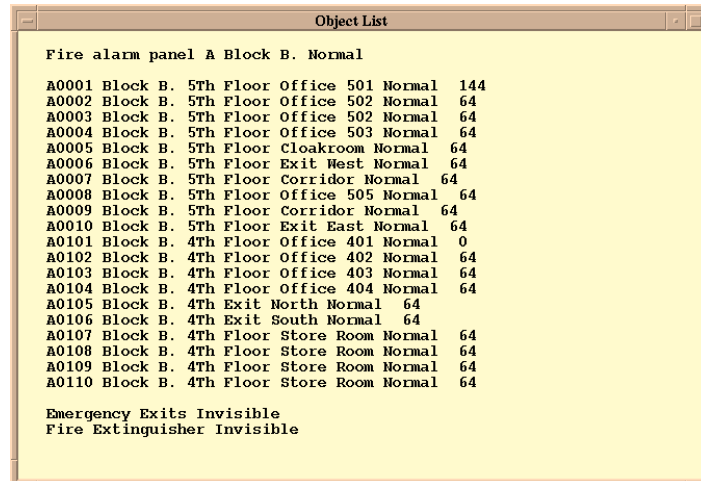 Object List
Fire alarm panel A Block B. Normal
A0001 Block B. 5Th Floor Office 501 Normal 144
A0002 Block B. 5Th Floor Office 502 Normal 64
A0003 Block B. 5Th Floor Office 502 Normal 64
A0004 Block B. 5Th Floor Office 503 Normal 64
A0005 Block B. 5Th Floor Cloakroom Normal 64
A0006 Block B. 5Th Floor Exit West Normal 64
A0007 Block B. 5Th Floor Corridor Normal 64
A0008 Block B. 5Th Floor Office 505 Normal 64
A0009 Block B. 5Th Floor Corridor Normal 64
A0010 Block B. 5Th Floor Exit East Normal 64
A0101 Block B. 4Th Floor Office 401 Normal 0
A0102 Block B. 4Th Floor Office 402 Normal 64
A0103 Block B. 4Th Floor Office 403 Normal 64
A0104 Block B. 4Th Floor Office 404 Normal 64
A0105 Block B. 4Th Exit North Normal 64
A0106 Block B. 4Th Exit South Normal 64
A0107 Block B. 4Th Floor Store Room Normal 64
A0108 Block B. 4Th Floor Store Room Normal 64
A0109 Block B. 4Th Floor Store Room Normal 64
A0110 Block B. 4Th Floor Store Room Normal 64
Emergency Exits Invisible
Fire Extinguisher Invisible